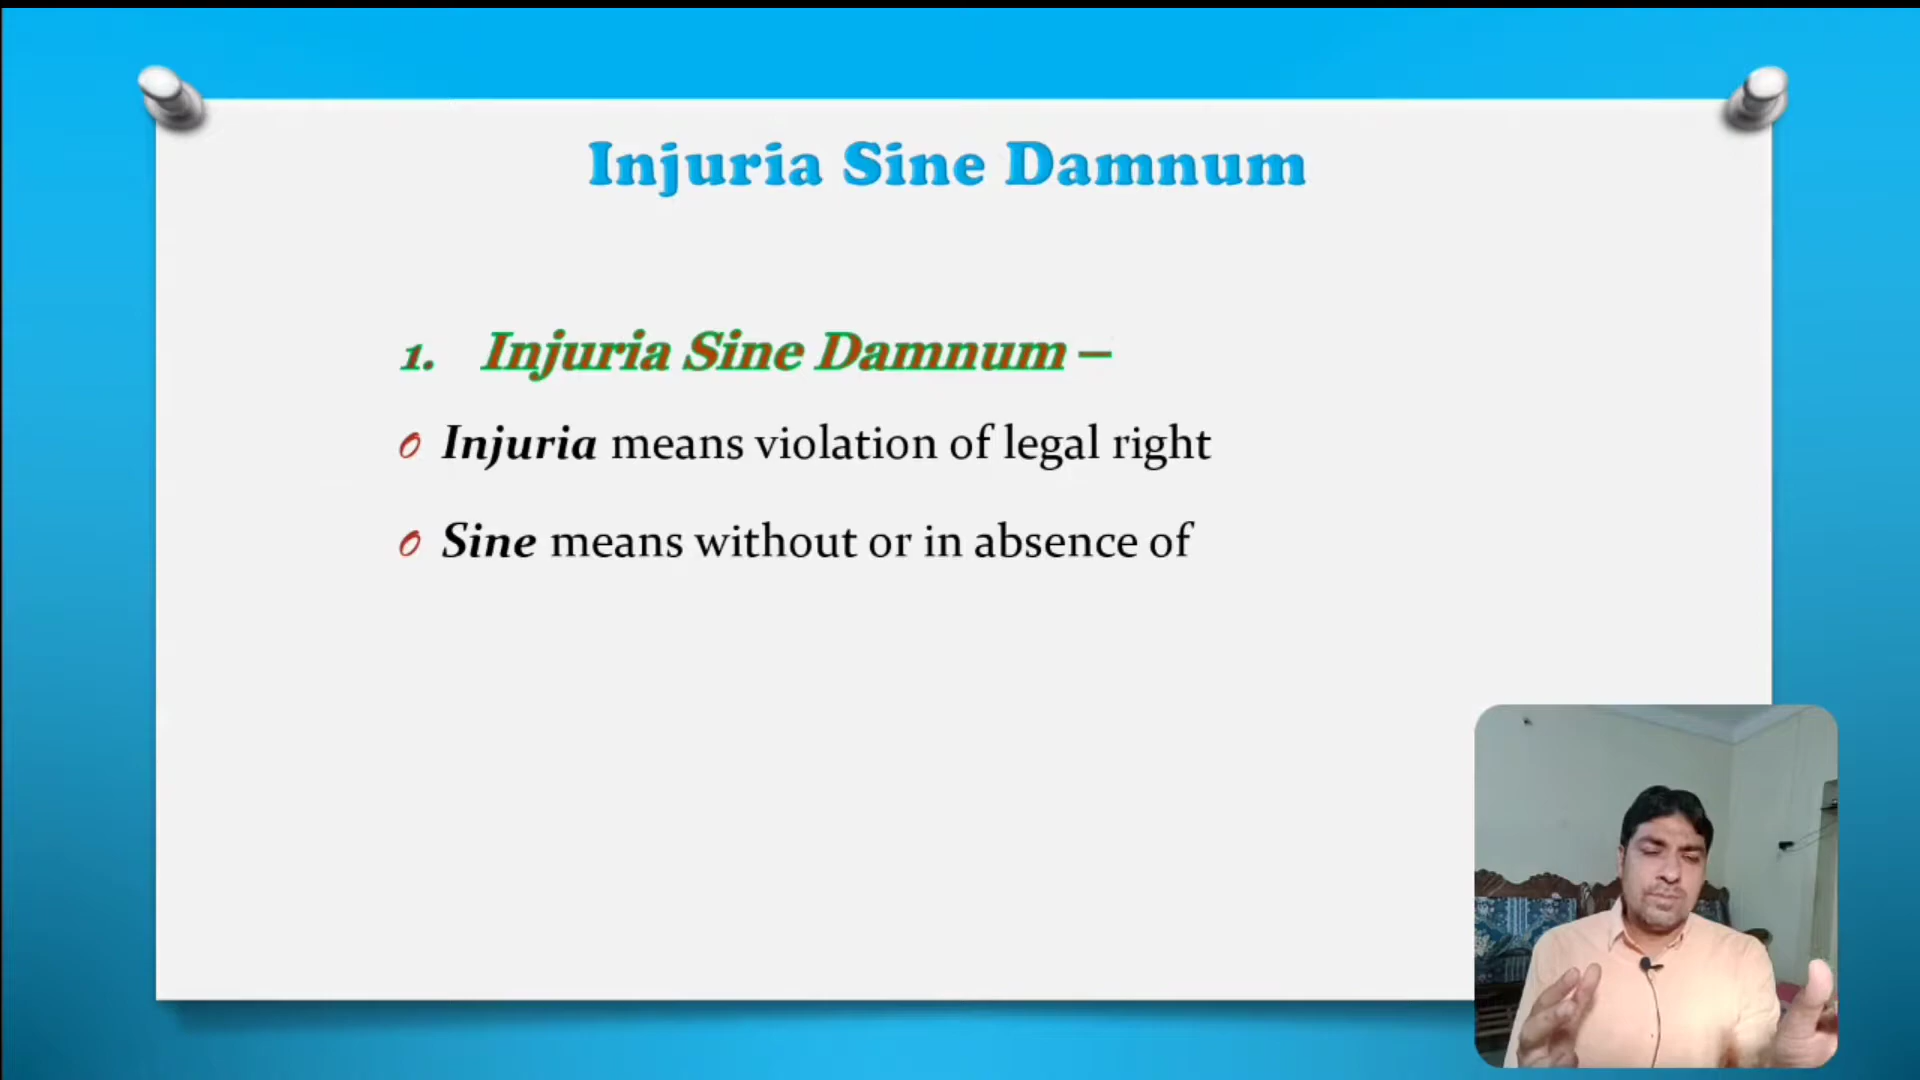 Injuria Sine Damnum
1. Injuria Sine Damnum –
Injuria means violation of legal right
Sine means without or in absence of